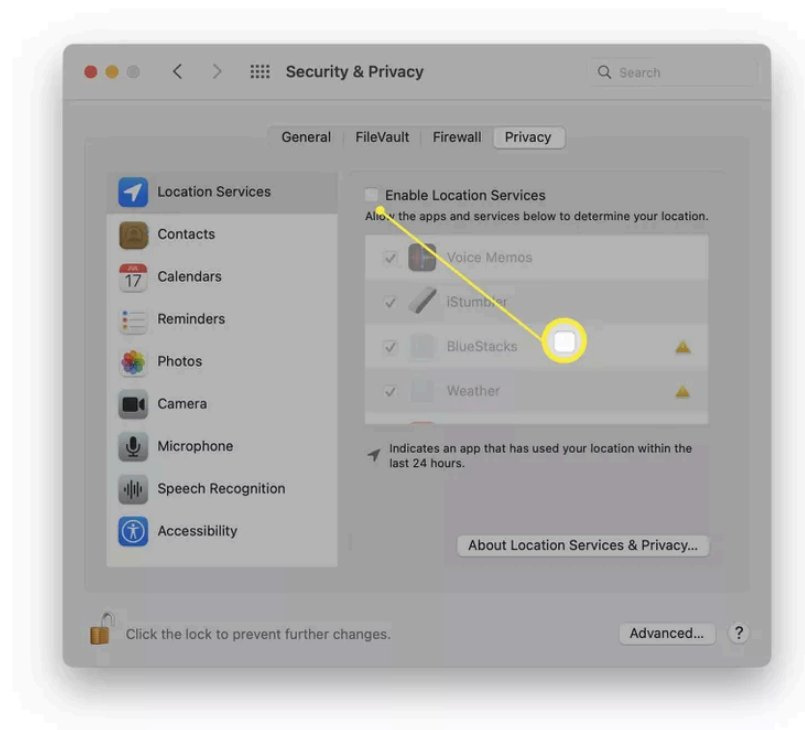 Security & Privacy
Search
General FileVault Firewall Privacy
Location Services
Contacts
JUL
17
Calendars
Reminders
Photos
Camera
Microphone
Speech Recognition
Accessibility
Enable Location Services
Allow the apps and services below to determine your location.
Voice Memos
iStumbler
BlueStacks
Weather
Indicates an app that has used your location within the
last 24 hours.
About Location Services & Privacy...
Click the lock to prevent further changes.
Advanced...
?